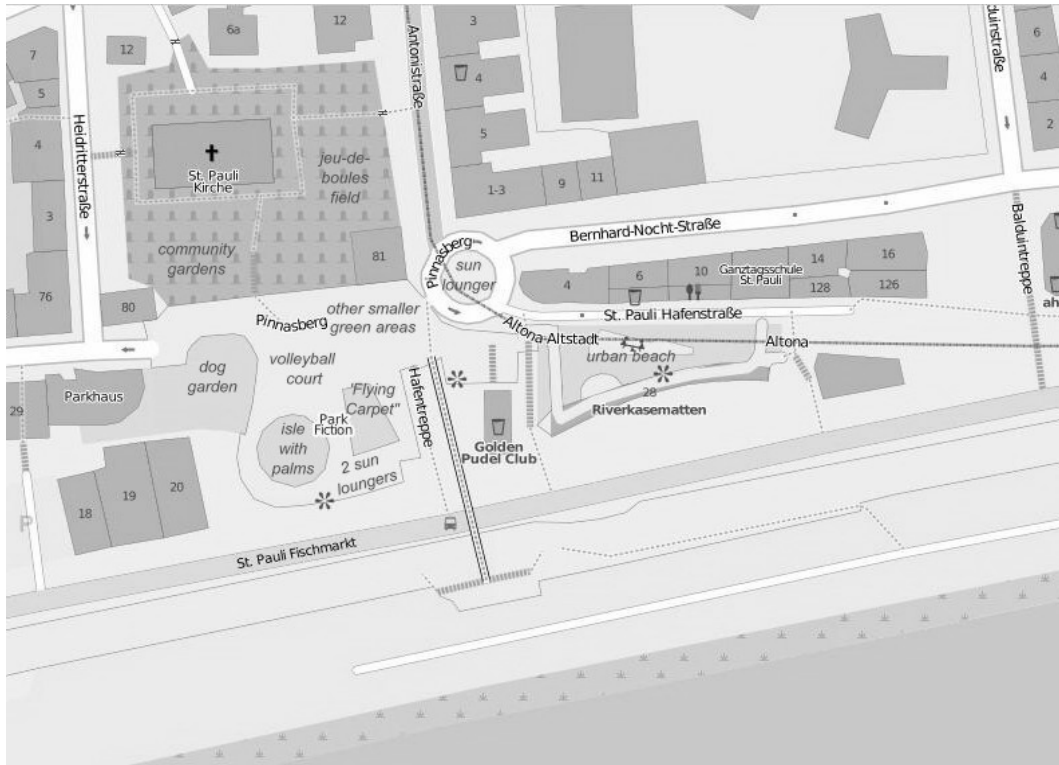 7
12
6a
12
3
6
5
4
4
4
2
5
3
1-3
9
11
Heidritterstraße
Antonistraße
St. Pauli
Kirche
jeu-de-
boules
field
community
gardens
81
76
80
Pinnasberg
sun
lounger
Bernhard-Nocht-Straße
Balduintreppe
4
6
10
Ganztagsschule
St. Pauli
14
16
128
126
St. Pauli Hafenstraße
other smaller
green areas
Pinnasberg
Altona-Altstadt
Altona
urban beach
28
Riverkasematten
dog
garden
volleyball
court
'Flying
Carpet"
Park
Fiction
isle
with
palms
2 sun
loungers
Hafentreppe
Golden
Pudel Club
Parkhaus
29
18
19
20
P
St. Pauli Fischmarkt